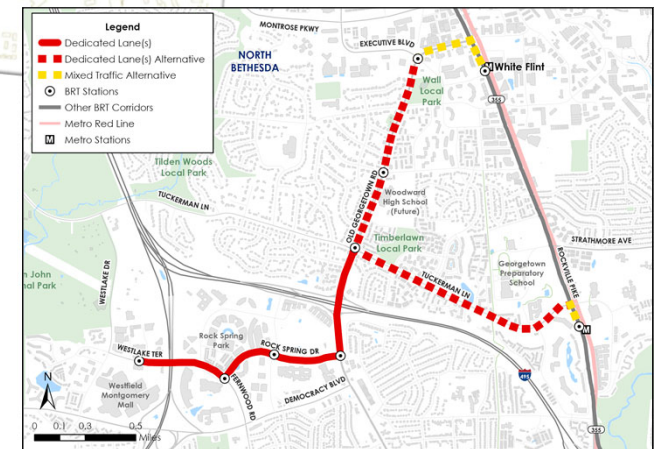 Legend
Dedicated Lane(s)
Dedicated Lane(s) Alternative
Mixed Traffic Alternative
BRT Stations
Other BRT Corridors
Metro Red Line
M Metro Stations
MONTROSE PKWY
EXECUTIVE BLVD
NORTH
BETHESDA
M
White Flint
Wall
Local
Park
355
Tilden Woods
Local Park
TUCKERMAN LN
OLD GEORGETOWN RD
Woodward
High School
(Future)
Timberlawn
Local Park
STRATHMORE AVE
ROCKVILLE PIKE
Georgetown
Preparatory
School
TUCKERMAN LN
n John
nal Park
WESTLAKE DR
M
355
Rock Spring
Park
ROCK SPRING DR
WESTLAKE TER
FERNWOOD RD
DEMOCRACY BLVD
495
Westfield
Montgomery
Mall
N
0 0.1 0.3 0.5
Miles